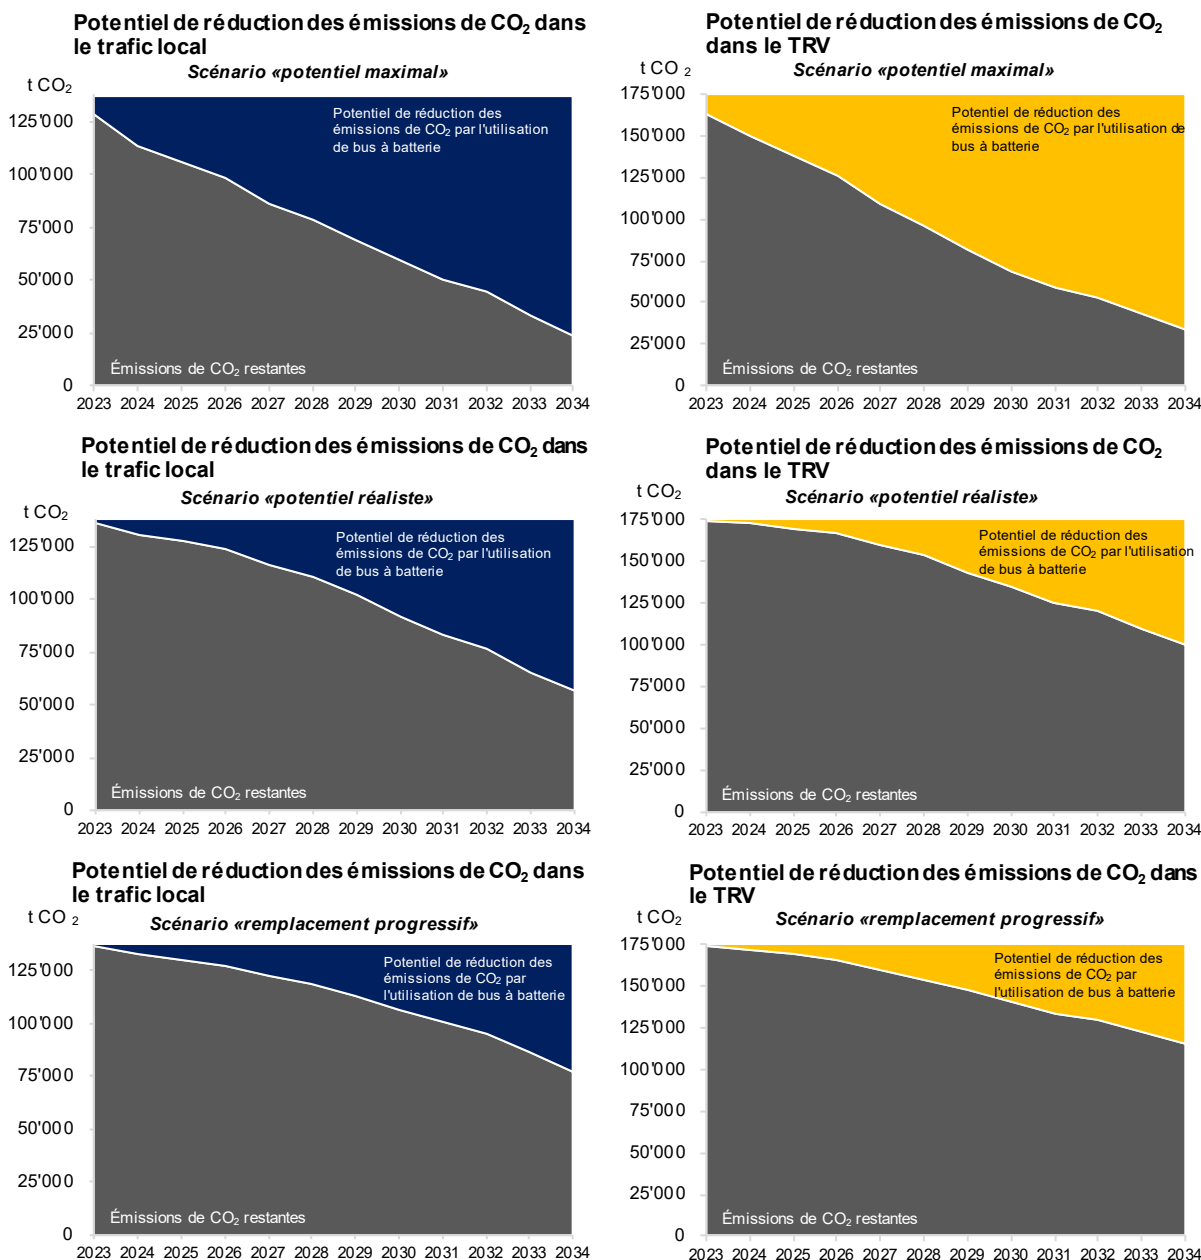 Potentiel de réduction des émissions de CO₂ dans
le trafic local
Scénario «potentiel maximal»
t CO₂
125'000
100'000
75'000
50'000
25'000
0
Potentiel de réduction des
émissions de CO₂ par l'utilisation
de bus à batterie
Émissions de CO₂ restantes
2023 2024 2025 2026 2027 2028 2029 2030 2031 2032 2033 2034
Potentiel de réduction des émissions de CO₂
dans le TRV
Scénario «potentiel maximal»
t CO₂
175'000
150'000
125'000
100'000
75'000
50'000
25'000
0
Potentiel de réduction des
émissions de CO₂ par l'utilisation de
bus à batterie
Émissions de CO₂ restantes
2023 2024 2025 2026 2027 2028 2029 2030 2031 2032 2033 2034
Potentiel de réduction des émissions de CO₂ dans
le trafic local
Scénario «potentiel réaliste»
t CO₂
125'000
100'000
75'000
50'000
25'000
0
Potentiel de réduction des
émissions de CO₂ par l'utilisation
de bus à batterie
Émissions de CO₂ restantes
2023 2024 2025 2026 2027 2028 2029 2030 2031 2032 2033 2034
Potentiel de réduction des émissions de CO₂
dans le TRV
Scénario «potentiel réaliste»
t CO₂
175'000
150'000
125'000
100'000
75'000
50'000
25'000
0
Potentiel de réduction des
émissions de CO₂ par l'utilisation
de bus à batterie
Émissions de CO₂ restantes
2023 2024 2025 2026 2027 2028 2029 2030 2031 2032 2033 2034
Potentiel de réduction des émissions de CO₂ dans
le trafic local
Scénario «remplacement progressif»
t CO₂
125'000
100'000
75'000
50'000
25'000
0
Potentiel de réduction des
émissions de CO₂ par
l'utilisation de bus à batterie
Émissions de CO₂ restantes
2023 2024 2025 2026 2027 2028 2029 2030 2031 2032 2033 2034
Potentiel de réduction des émissions de CO₂ dans
le TRV
Scénario «remplacement progressif»
t CO₂
175'000
150'000
125'000
100'000
75'000
50'000
25'000
0
Potentiel de réduction des
émissions de CO₂ par
l'utilisation de bus à batterie
Émissions de CO₂ restantes
2023 2024 2025 2026 2027 2028 2029 2030 2031 2032 2033 2034